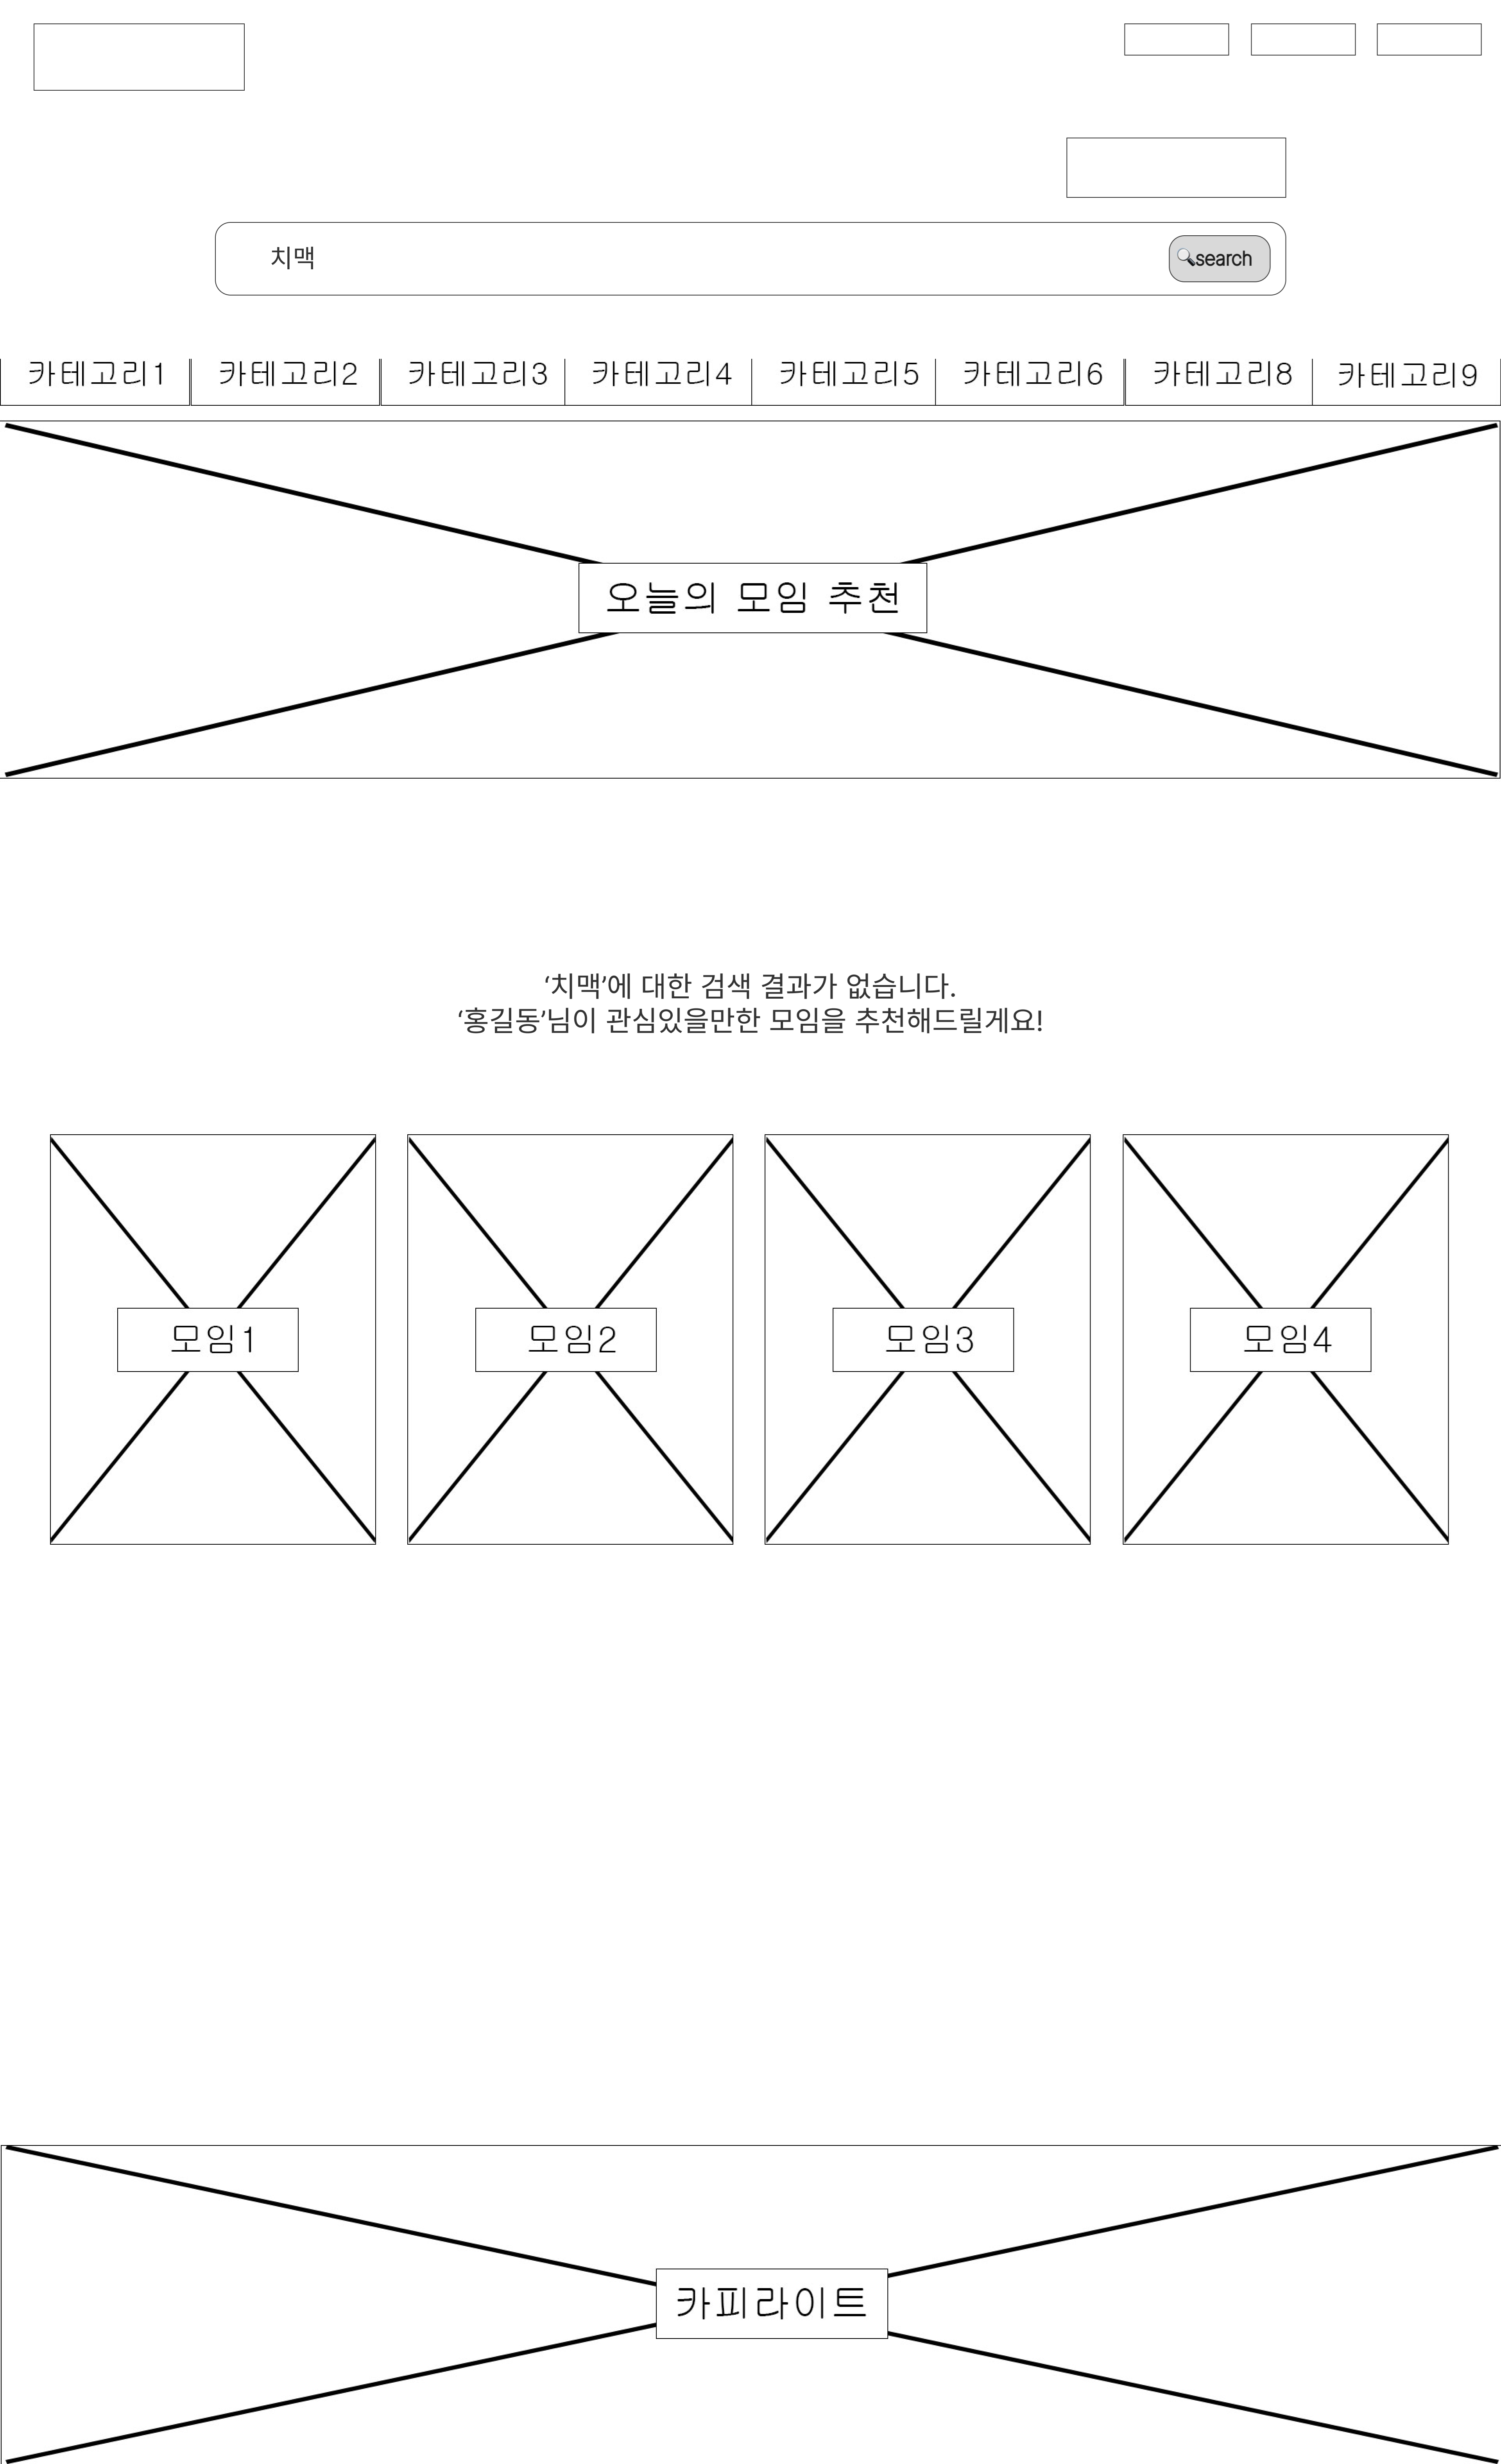 치맥
🔍search
카테고리1 카테고리2 카테고리3 카테고리4 카테고리5 카테고리6 카테고리8 카테고리9
오늘의 모임 추천
‘치맥’에 대한 검색 결과가 없습니다.
‘홍길동’님이 관심있을만한 모임을 추천해드릴게요!
모임1 모임2 모임3 모임4
카피라이트